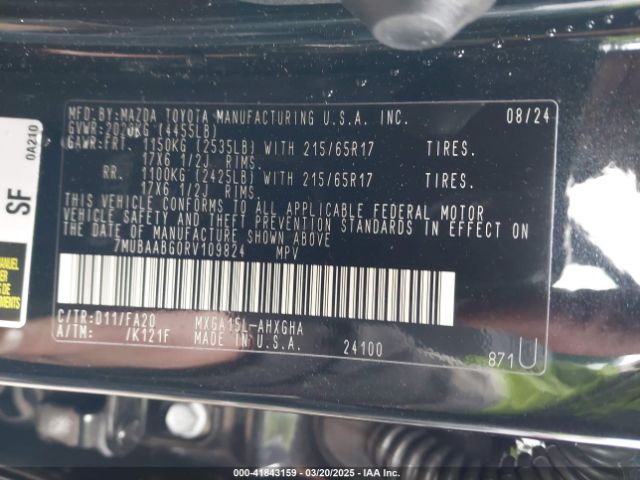 MFD.BY:MAZDA TOYOTA MANUFACTURING U.S.A. INC. 08/24
GVWR:2020KG (4455LB)
GAWR:FRT. 1150KG (2535LB) WITH 215/65R17 TIRES.
17X6 1/2J RIMS.
RR. 1100KG (2425LB) WITH 215/65R17 TIRES.
17X6 1/2J RIMS.
THIS VEHICLE CONFORMS TO ALL APPLICABLE FEDERAL MOTOR
VEHICLE SAFETY AND THEFT PREVENTION STANDARDS IN EFFECT ON
THE DATE OF MANUFACTURE SHOWN ABOVE
7MUBAABG0RV109824 MPV
C/TR:D11/FA20 MXGA15L-AHXGHA
A/TM: /K121F MADE IN U.S.A. 24100 871U
0A210
SF
000-41843159 — 03/20/2025 — IAA Inc.